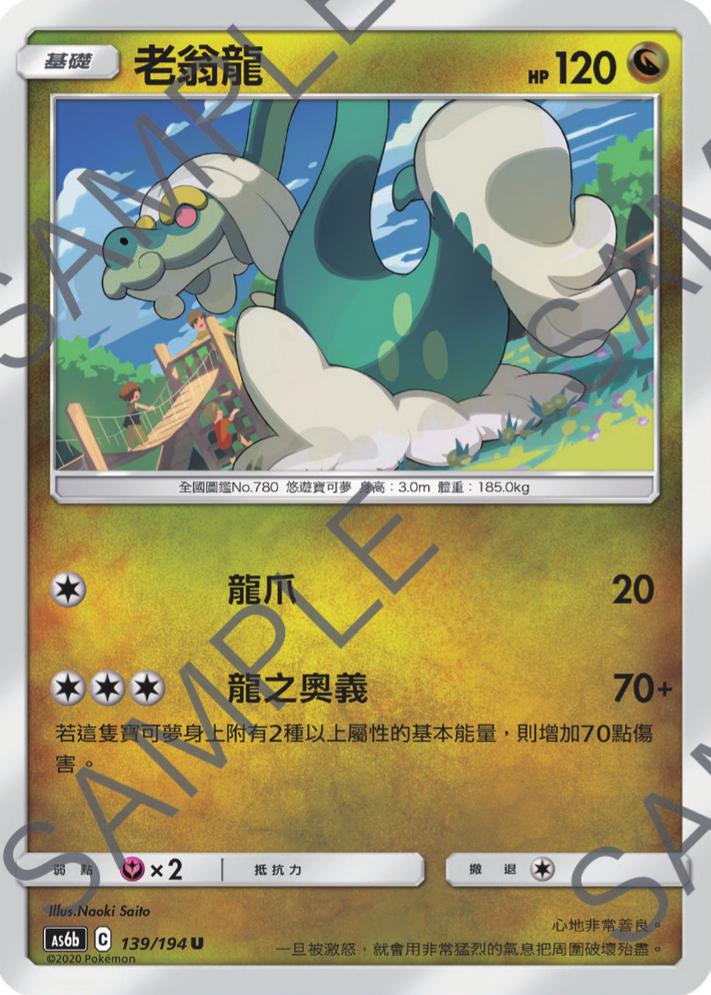 基礎 老翁龍 HP 120
全國圖鑑No.780 悠遊寶可夢 身高：3.0m 體重：185.0kg
龍爪 20
龍之奧義 70+
若這隻寶可夢身上附有2種以上屬性的基本能量，則增加70點傷
害。
弱點 ×2 抵抗力 撤退
Illus.Naoki Saito
心地非常善良。
AS6b C 139/194 U
一旦被激怒，就會用非常猛烈的氣息把周圍破壞殆盡。
©2020 Pokémon
SAMPLE
SAMPLE
SAMPLE
SAMPLE